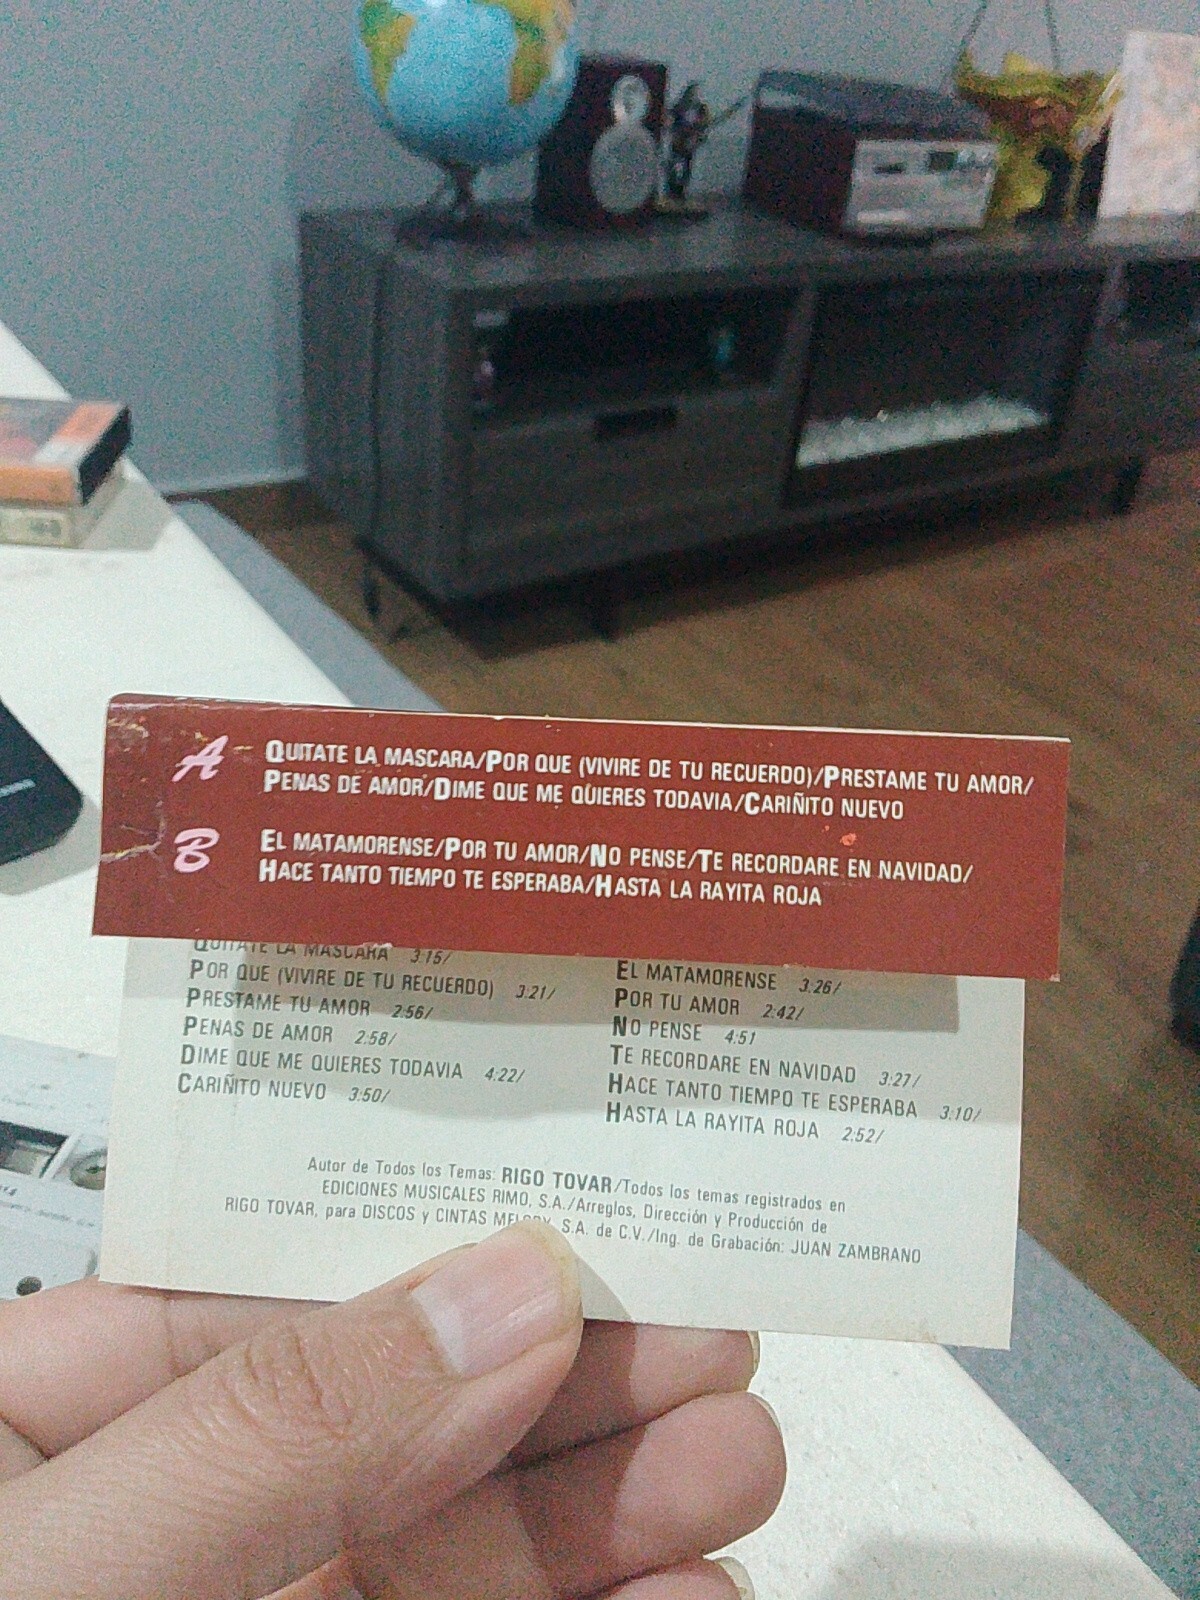 A QUITATE LA MASCARA/POR QUE (VIVIRE DE TU RECUERDO)/PRESTAME TU AMOR/
PENAS DE AMOR/DIME QUE ME QUIERES TODAVIA/CARIÑITO NUEVO
B EL MATAMORENSE/POR TU AMOR/NO PENSE/TE RECORDARE EN NAVIDAD/
HACE TANTO TIEMPO TE ESPERABA/HASTA LA RAYITA ROJA
QUITATE LA MASCARA 3:15/
POR QUE (VIVIRE DE TU RECUERDO) 3:21/
PRESTAME TU AMOR 2:56/
PENAS DE AMOR 2:58/
DIME QUE ME QUIERES TODAVIA 4:22/
CARIÑITO NUEVO 3:50/
EL MATAMORENSE 3:26/
POR TU AMOR 2:42/
NO PENSE 4:51
TE RECORDARE EN NAVIDAD 3:27/
HACE TANTO TIEMPO TE ESPERABA 3:10/
HASTA LA RAYITA ROJA 2:52/
Autor de Todos los Temas: RIGO TOVAR/Todos los temas registrados en
EDICIONES MUSICALES RIMO, S.A./Arreglos, Dirección y Producción de
RIGO TOVAR, para DISCOS y CINTAS MELODY, S.A. de C.V./Ing. de Grabación: JUAN ZAMBRANO